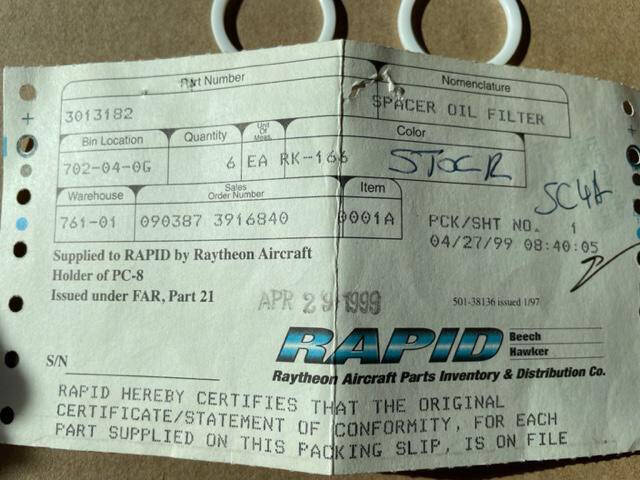 Part Number Nomenclature
3013182 SPACER OIL FILTER
Bin Location Quantity Unit Of Meas. Color
702-04-0G 6 EA RK-166 STOCK
SC4A
Warehouse Sales Order Number Item
761-01 090387 3916840 0001A
PCK/SHT NO. 1
04/27/99 08:40:05
Supplied to RAPID by Raytheon Aircraft
Holder of PC-8
Issued under FAR, Part 21
APR 29 1999
501-38136 issued 1/97
RAPID Beech
Hawker
Raytheon Aircraft Parts Inventory & Distribution Co.
S/N
RAPID HEREBY CERTIFIES THAT THE ORIGINAL
CERTIFICATE/STATEMENT OF CONFORMITY, FOR EACH
PART SUPPLIED ON THIS PACKING SLIP, IS ON FILE